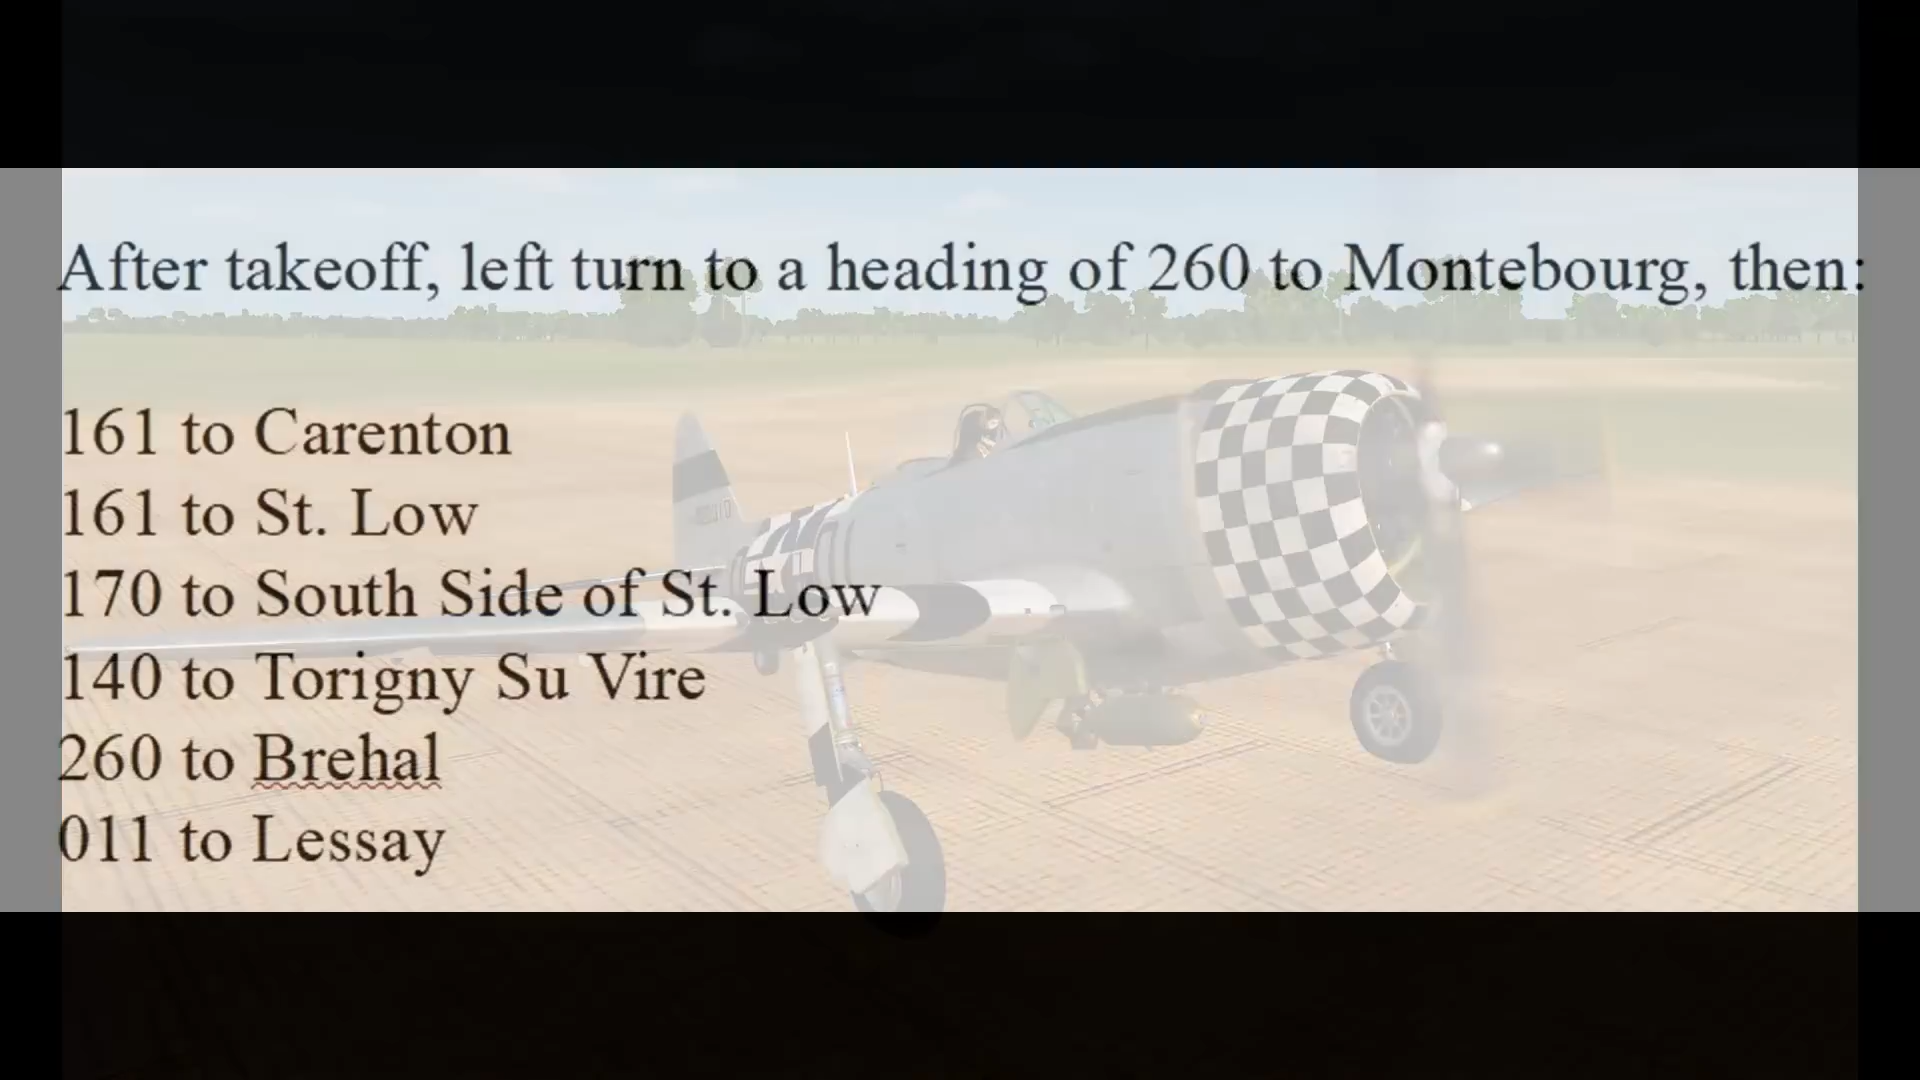 After takeoff, left turn to a heading of 260 to Montebourg, then:
161 to Carenton
161 to St. Low
170 to South Side of St. Low
140 to Torigny Su Vire
260 to Brehal
011 to Lessay